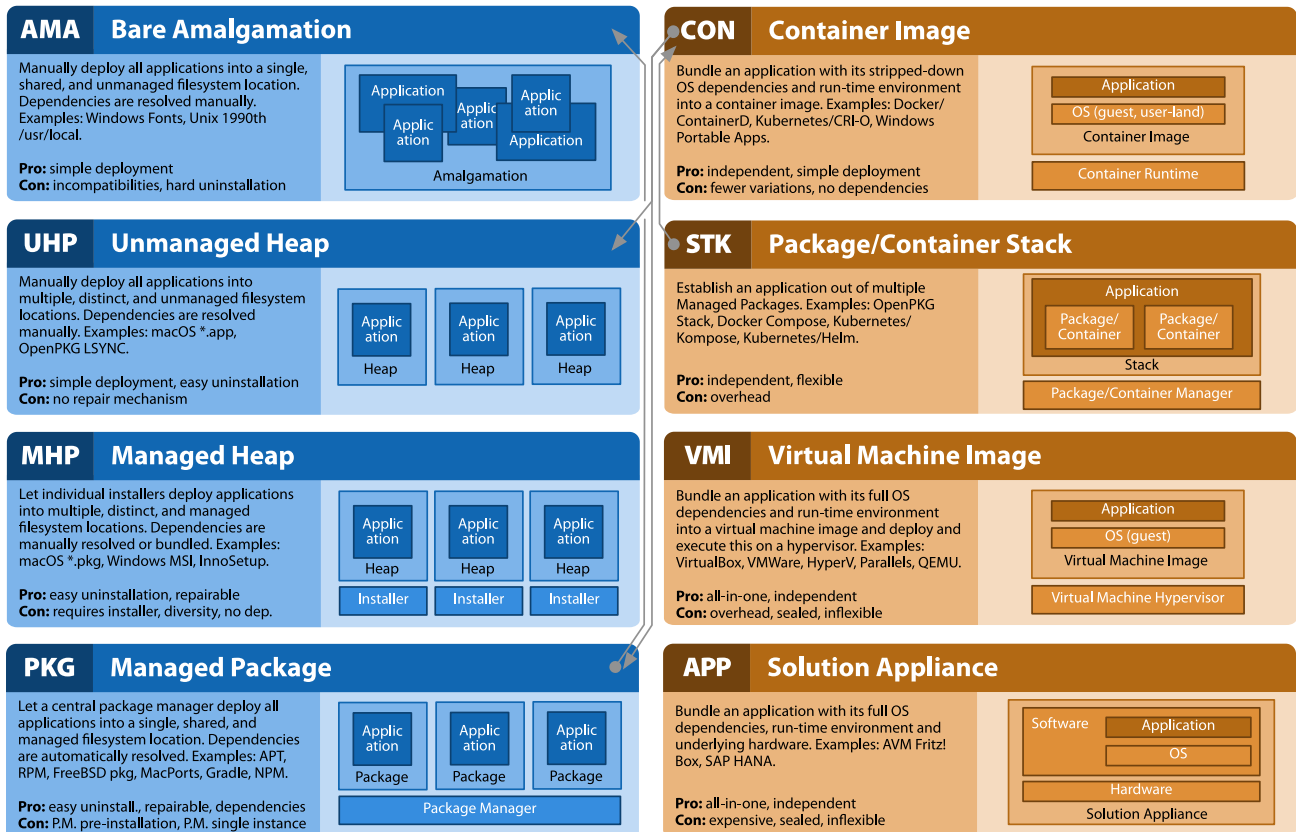 AMA Bare Amalgamation
Manually deploy all applications into a single,
shared, and unmanaged filesystem location.
Dependencies are resolved manually.
Examples: Windows Fonts, Unix 1990th
/usr/local.
Pro: simple deployment
Con: incompatibilities, hard uninstallation
Application
Applic
ation
Applic
ation
Applic
ation
Application
Amalgamation
UHP Unmanaged Heap
Manually deploy all applications into
multiple, distinct, and unmanaged filesystem
locations. Dependencies are resolved
manually. Examples: macOS *.app,
OpenPKG LSYNC.
Pro: simple deployment, easy uninstallation
Con: no repair mechanism
Applic
ation
Heap
Applic
ation
Heap
Applic
ation
Heap
MHP Managed Heap
Let individual installers deploy applications
into multiple, distinct, and managed
filesystem locations. Dependencies are
manually resolved or bundled. Examples:
macOS *.pkg, Windows MSI, InnoSetup.
Pro: easy uninstallation, repairable
Con: requires installer, diversity, no dep.
Applic
ation
Heap
Installer
Applic
ation
Heap
Installer
Applic
ation
Heap
Installer
PKG Managed Package
Let a central package manager deploy all
applications into a single, shared, and
managed filesystem location. Dependencies
are automatically resolved. Examples: APT,
RPM, FreeBSD pkg, MacPorts, Gradle, NPM.
Pro: easy uninstall., repairable, dependencies
Con: P.M. pre-installation, P.M. single instance
Applic
ation
Package
Applic
ation
Package
Applic
ation
Package
Package Manager
CON Container Image
Bundle an application with its stripped-down
OS dependencies and run-time environment
into a container image. Examples: Docker/
ContainerD, Kubernetes/CRI-O, Windows
Portable Apps.
Pro: independent, simple deployment
Con: fewer variations, no dependencies
Application
OS (guest, user-land)
Container Image
Container Runtime
STK Package/Container Stack
Establish an application out of multiple
Managed Packages. Examples: OpenPKG
Stack, Docker Compose, Kubernetes/
Kompose, Kubernetes/Helm.
Pro: independent, flexible
Con: overhead
Application
Package/
Container
Package/
Container
Stack
Package/Container Manager
VMI Virtual Machine Image
Bundle an application with its full OS
dependencies and run-time environment
into a virtual machine image and deploy and
execute this on a hypervisor. Examples:
VirtualBox, VMWare, HyperV, Parallels, QEMU.
Pro: all-in-one, independent
Con: overhead, sealed, inflexible
Application
OS (guest)
Virtual Machine Image
Virtual Machine Hypervisor
APP Solution Appliance
Bundle an application with its full OS
dependencies, run-time environment and
underlying hardware. Examples: AVM Fritz!
Box, SAP HANA.
Pro: all-in-one, independent
Con: expensive, sealed, inflexible
Software
Application
OS
Hardware
Solution Appliance